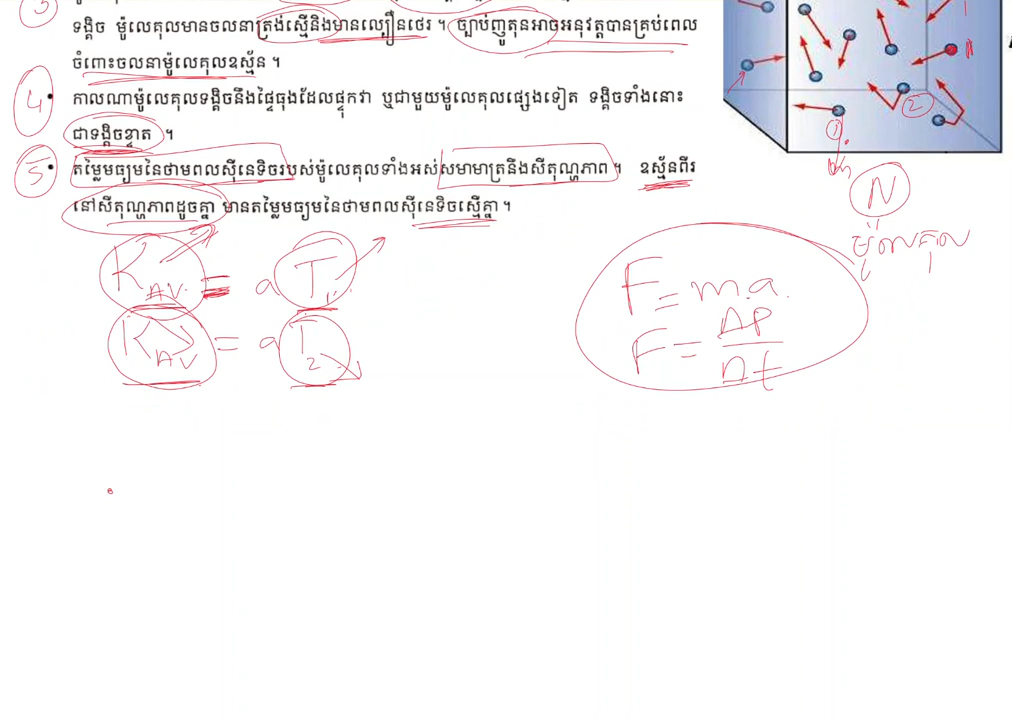 ទង្គិច ម៉ូលេគុលមានចលនាត្រង់ស្មើនិងមានល្បឿនថេរ ។ ច្បាប់ញូតុនអាចអនុវត្តបានគ្រប់ពេល
ចំពោះចលនាម៉ូលេគុលឧស្ម័ន ។
4 • កាលណាម៉ូលេគុលទង្គិចនឹងផ្ទៃធុងដែលផ្ទុកវា ឬជាមួយម៉ូលេគុលផ្សេងទៀត ទង្គិចទាំងនោះ
ជាទង្គិចខ្ទាត ។
5 • តម្លៃមធ្យមនៃថាមពលស៊ីនេទិចរបស់ម៉ូលេគុលទាំងអស់សមាមាត្រនឹងសីតុណ្ហភាព ។ ឧស្ម័នពីរ
នៅសីតុណ្ហភាពដូចគ្នា មានតម្លៃមធ្យមនៃថាមពលស៊ីនេទិចស្មើគ្នា ។
1
2
N
ម៉ូលេគុល
K AV = a T1
K AV = a T2
F = m.a
F = ΔP / Δt